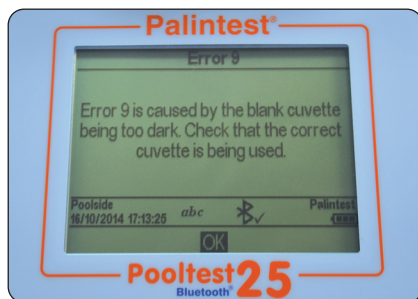 Palintest®
Error 9
Error 9 is caused by the blank cuvette
being too dark. Check that the correct
cuvette is being used.
Poolside
16/10/2014 17:13:25 abc Palintest
OK
Pooltest 25
Bluetooth®